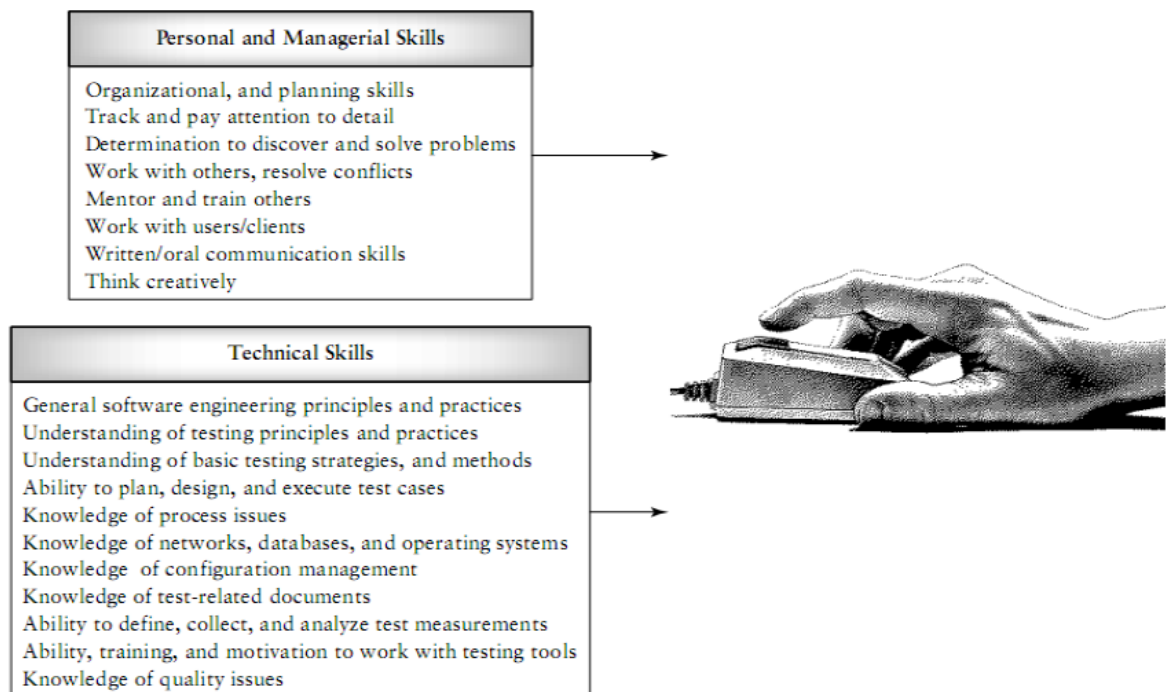 Personal and Managerial Skills
Organizational, and planning skills
Track and pay attention to detail
Determination to discover and solve problems
Work with others, resolve conflicts
Mentor and train others
Work with users/clients
Written/oral communication skills
Think creatively
Technical Skills
General software engineering principles and practices
Understanding of testing principles and practices
Understanding of basic testing strategies, and methods
Ability to plan, design, and execute test cases
Knowledge of process issues
Knowledge of networks, databases, and operating systems
Knowledge of configuration management
Knowledge of test-related documents
Ability to define, collect, and analyze test measurements
Ability, training, and motivation to work with testing tools
Knowledge of quality issues